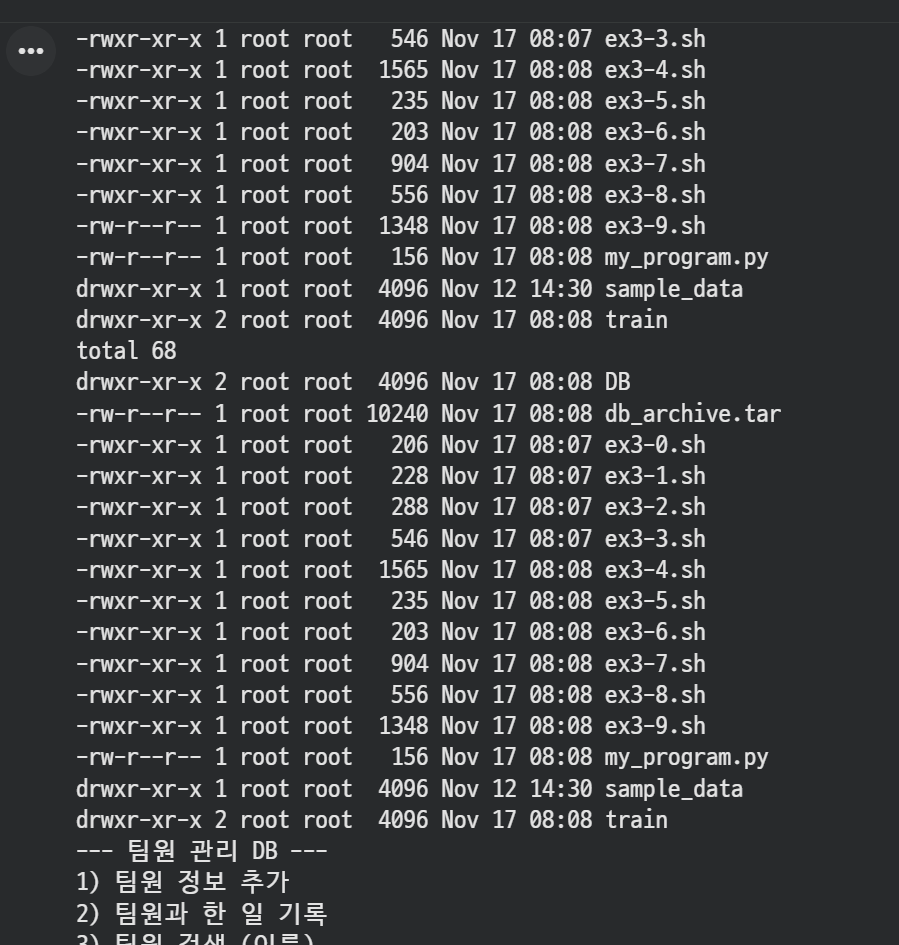 -rwxr-xr-x 1 root root   546 Nov 17 08:07 ex3-3.sh
-rwxr-xr-x 1 root root  1565 Nov 17 08:08 ex3-4.sh
-rwxr-xr-x 1 root root   235 Nov 17 08:08 ex3-5.sh
-rwxr-xr-x 1 root root   203 Nov 17 08:08 ex3-6.sh
-rwxr-xr-x 1 root root   904 Nov 17 08:08 ex3-7.sh
-rwxr-xr-x 1 root root   556 Nov 17 08:08 ex3-8.sh
-rw-r--r-- 1 root root  1348 Nov 17 08:08 ex3-9.sh
-rw-r--r-- 1 root root   156 Nov 17 08:08 my_program.py
drwxr-xr-x 1 root root  4096 Nov 12 14:30 sample_data
drwxr-xr-x 2 root root  4096 Nov 17 08:08 train
total 68
drwxr-xr-x 2 root root  4096 Nov 17 08:08 DB
-rw-r--r-- 1 root root 10240 Nov 17 08:08 db_archive.tar
-rwxr-xr-x 1 root root   206 Nov 17 08:07 ex3-0.sh
-rwxr-xr-x 1 root root   228 Nov 17 08:07 ex3-1.sh
-rwxr-xr-x 1 root root   288 Nov 17 08:07 ex3-2.sh
-rwxr-xr-x 1 root root   546 Nov 17 08:07 ex3-3.sh
-rwxr-xr-x 1 root root  1565 Nov 17 08:08 ex3-4.sh
-rwxr-xr-x 1 root root   235 Nov 17 08:08 ex3-5.sh
-rwxr-xr-x 1 root root   203 Nov 17 08:08 ex3-6.sh
-rwxr-xr-x 1 root root   904 Nov 17 08:08 ex3-7.sh
-rwxr-xr-x 1 root root   556 Nov 17 08:08 ex3-8.sh
-rwxr-xr-x 1 root root  1348 Nov 17 08:08 ex3-9.sh
-rw-r--r-- 1 root root   156 Nov 17 08:08 my_program.py
drwxr-xr-x 1 root root  4096 Nov 12 14:30 sample_data
drwxr-xr-x 2 root root  4096 Nov 17 08:08 train
--- 팀원 관리 DB ---
1) 팀원 정보 추가
2) 팀원과 한 일 기록
3) 팀원 검색 (이름)